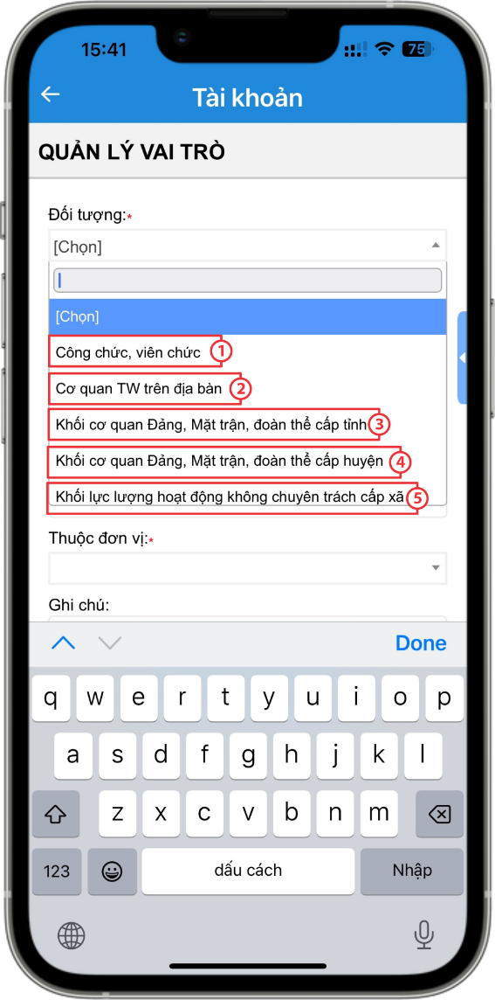 15:41
75
Tài khoản
QUẢN LÝ VAI TRÒ
Đối tượng:*
[Chọn]
[Chọn]
Công chức, viên chức 1
Cơ quan TW trên địa bàn 2
Khối cơ quan Đảng, Mặt trận, đoàn thể cấp tỉnh 3
Khối cơ quan Đảng, Mặt trận, đoàn thể cấp huyện 4
Khối lực lượng hoạt động không chuyên trách cấp xã 5
Thuộc đơn vị:*
Ghi chú:
Done
q w e r t y u i o p
a s d f g h j k l
z x c v b n m
123 dấu cách Nhập